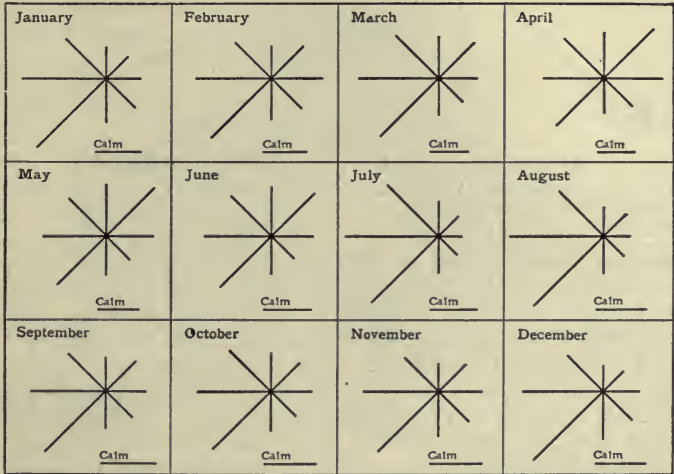 January February March April
Calm Calm Calm Calm
May June July August
Calm Calm Calm Calm
September October November December
Calm Calm Calm Calm